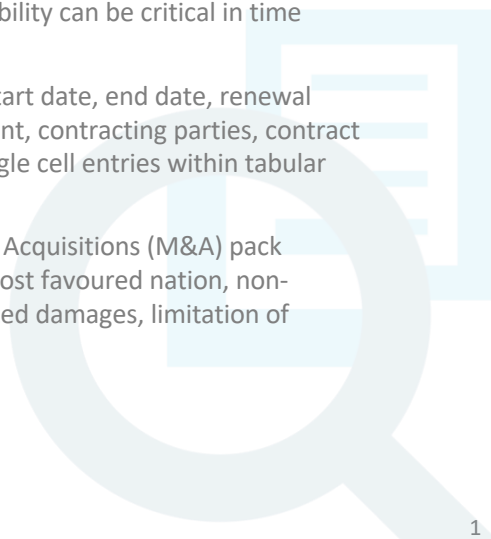 bility can be critical in time
tart date, end date, renewal
nt, contracting parties, contract
gle cell entries within tabular
Acquisitions (M&A) pack
ost favoured nation, non-
ed damages, limitation of
1